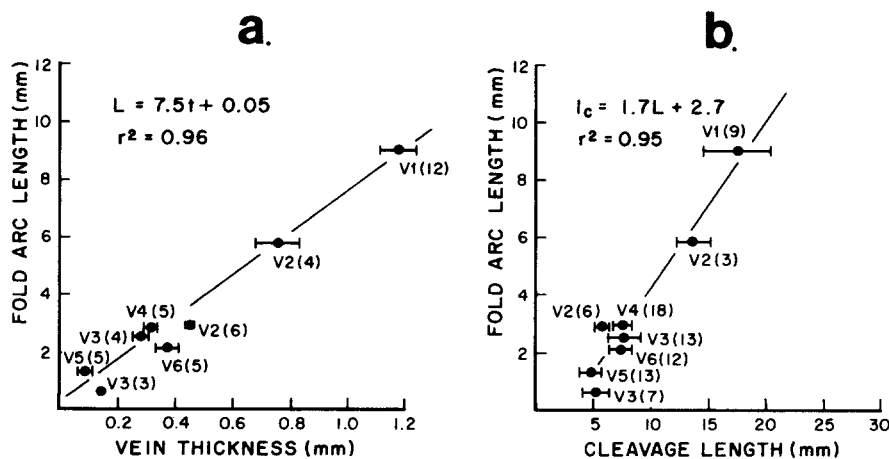 a.
FOLD ARC LENGTH (mm)
12
10
8
6
4
2
L = 7.5t + 0.05
r² = 0.96
V1(12)
V2(4)
V4(5)
V3(4)
V2(6)
V5(5)
V6(5)
V3(3)
0.2 0.4 0.6 0.8 1.0 1.2
VEIN THICKNESS (mm)
b.
FOLD ARC LENGTH (mm)
12
10
8
6
4
2
lc = 1.7L + 2.7
r² = 0.95
V1(9)
V2(3)
V2(6) V4(18)
V3(13)
V6(12)
V5(13)
V3(7)
5 10 15 20 25 30
CLEAVAGE LENGTH (mm)